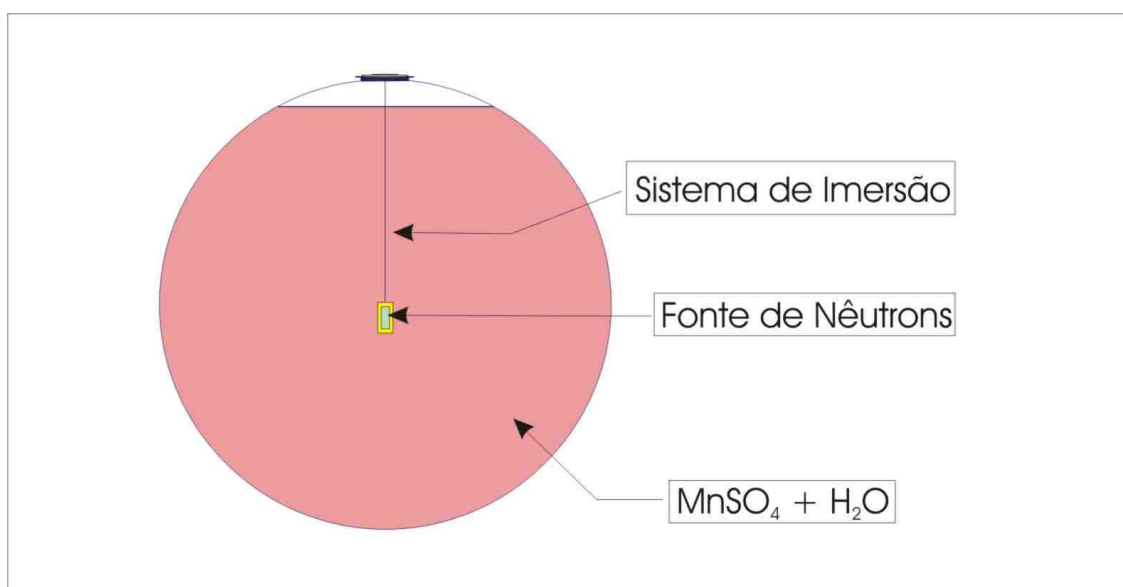 Sistema de Imersão
Fonte de Nêutrons
MnSO₄ + H₂O